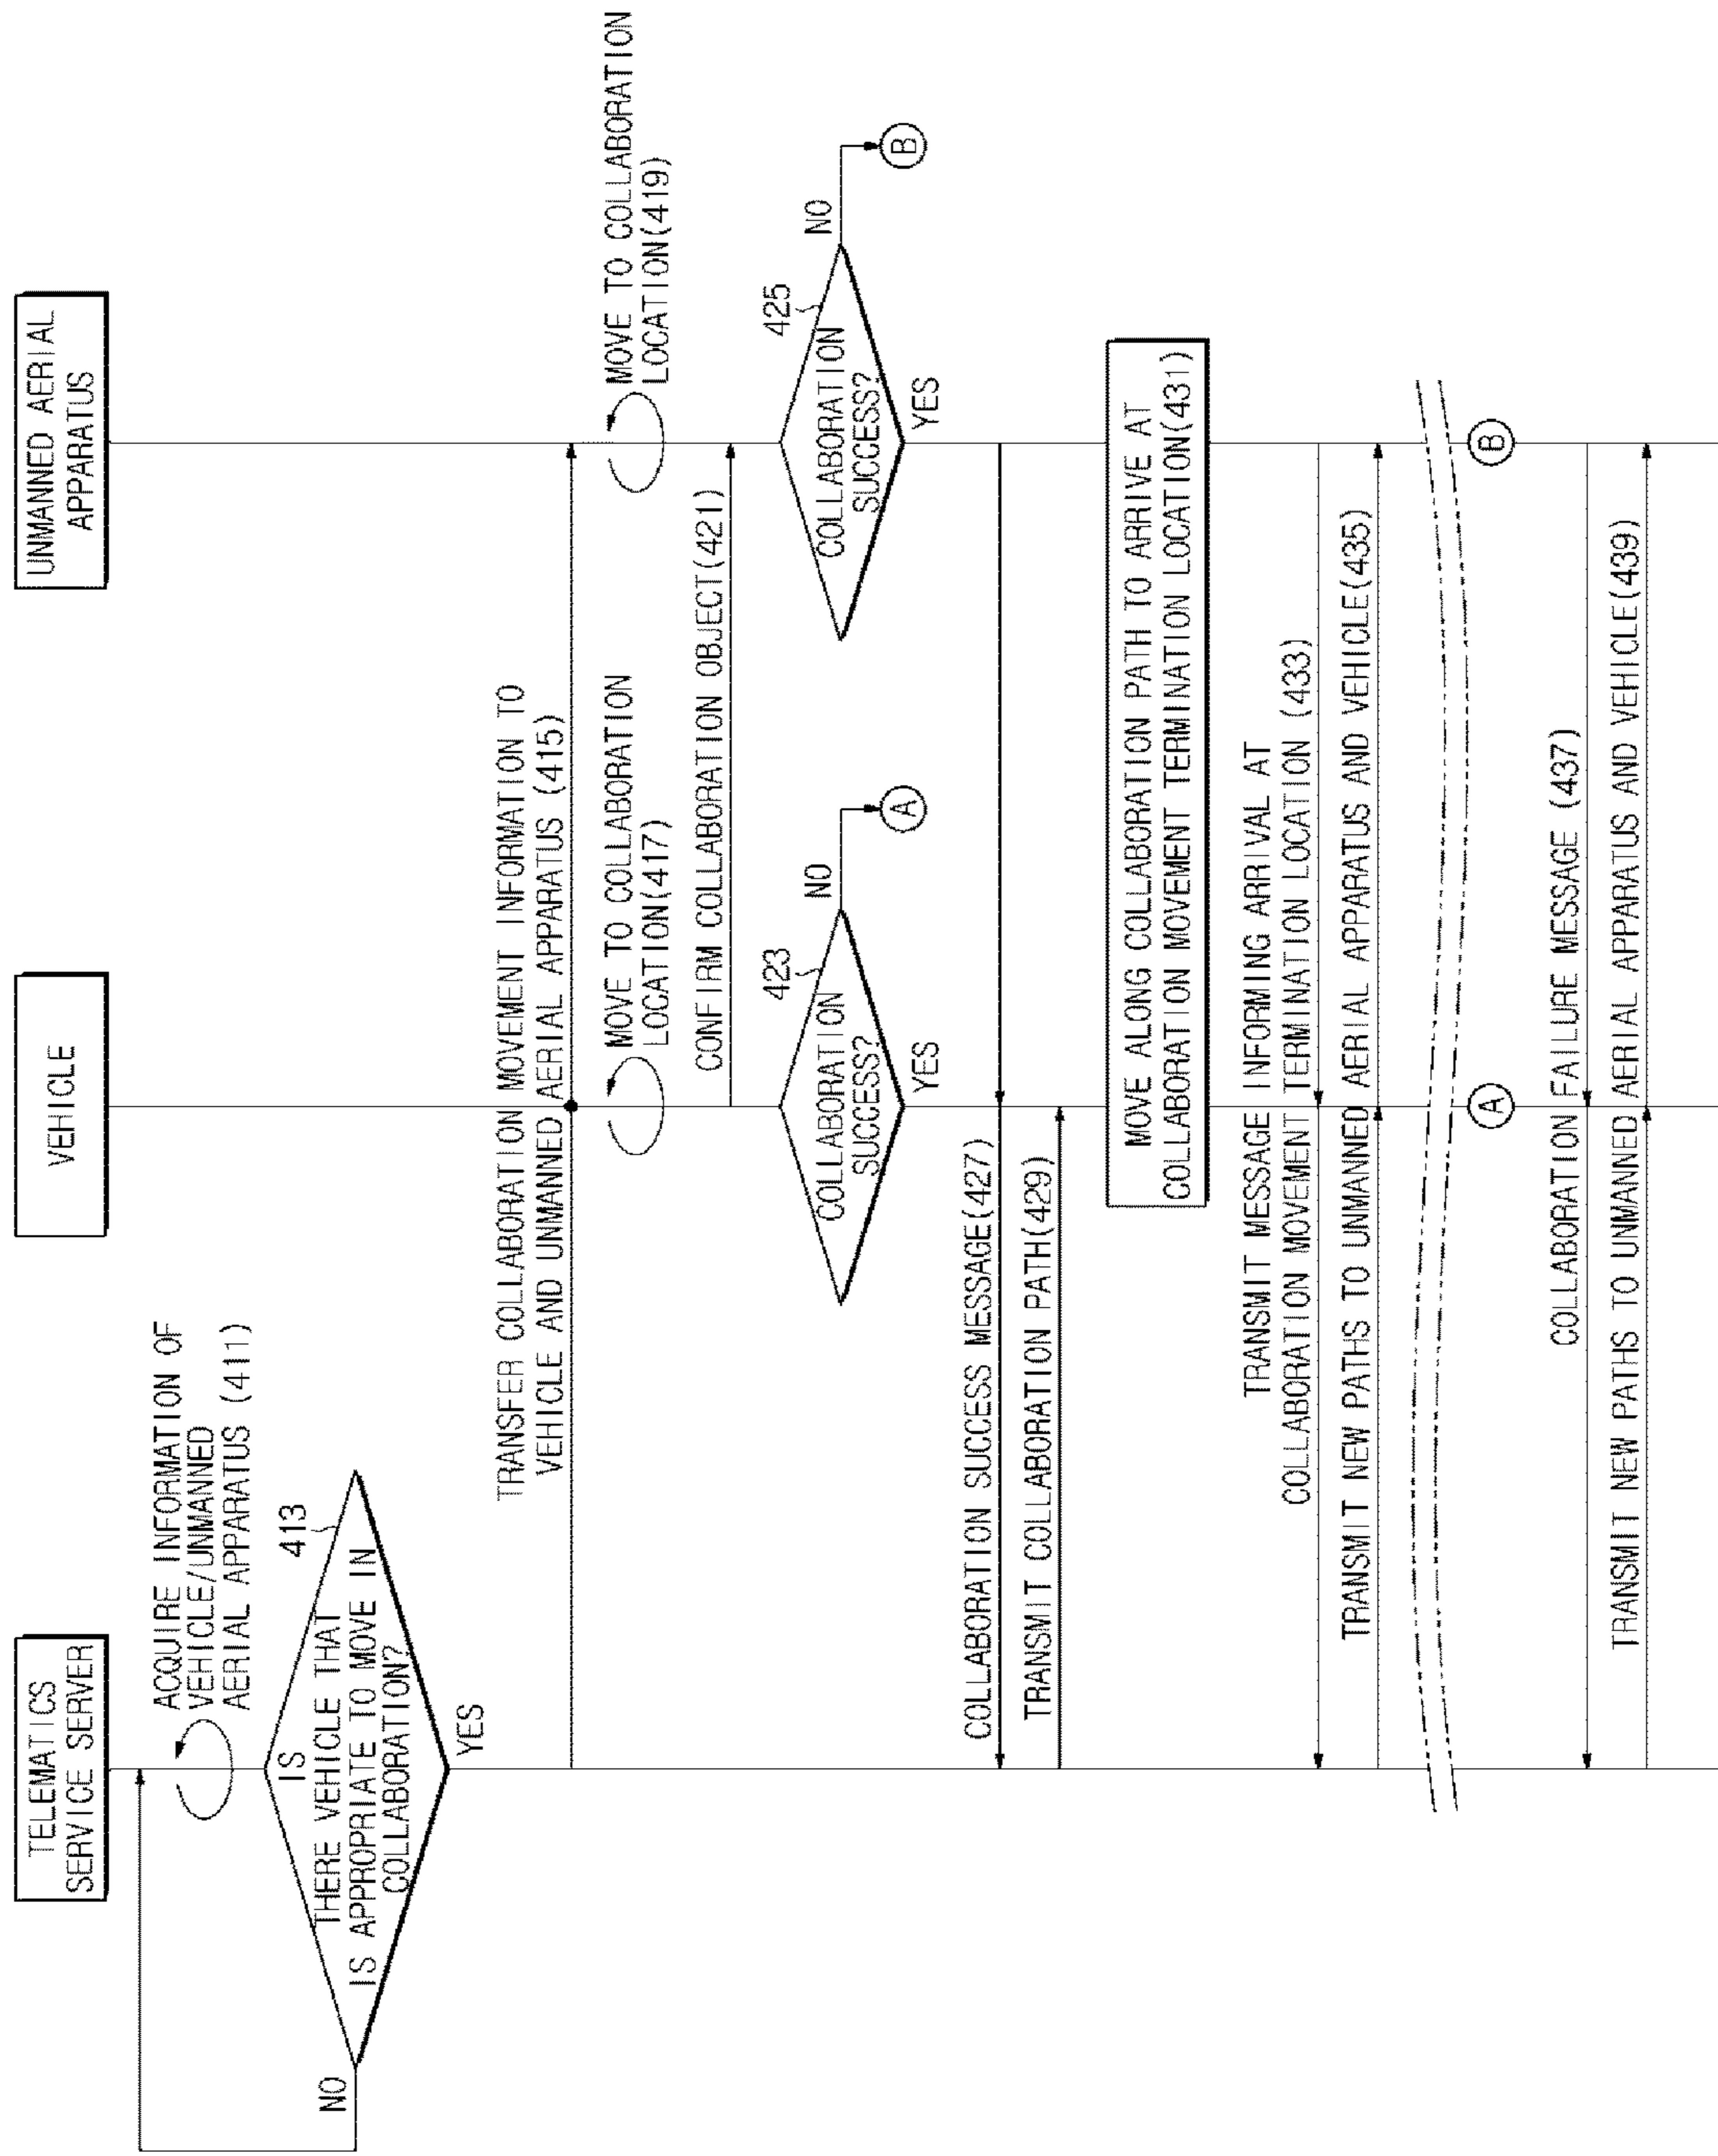 TELEMATICS
SERVICE SERVER
VEHICLE
UNMANNED AERIAL
APPARATUS
ACQUIRE INFORMATION OF
VEHICLE/UNMANNED
AERIAL APPARATUS (411)
413
IS
THERE VEHICLE THAT
IS APPROPRIATE TO MOVE IN
COLLABORATION?
NO
YES
TRANSFER COLLABORATION MOVEMENT INFORMATION TO
VEHICLE AND UNMANNED AERIAL APPARATUS (415)
MOVE TO COLLABORATION
LOCATION(417)
MOVE TO COLLABORATION
LOCATION(419)
CONFIRM COLLABORATION OBJECT(421)
423
COLLABORATION
SUCCESS?
NO
A
YES
425
COLLABORATION
SUCCESS?
NO
B
YES
COLLABORATION SUCCESS MESSAGE(427)
TRANSMIT COLLABORATION PATH(429)
MOVE ALONG COLLABORATION PATH TO ARRIVE AT
COLLABORATION MOVEMENT TERMINATION LOCATION(431)
TRANSMIT MESSAGE INFORMING ARRIVAL AT
COLLABORATION MOVEMENT TERMINATION LOCATION (433)
TRANSMIT NEW PATHS TO UNMANNED AERIAL APPARATUS AND VEHICLE(435)
A
B
COLLABORATION FAILURE MESSAGE (437)
TRANSMIT NEW PATHS TO UNMANNED AERIAL APPARATUS AND VEHICLE(439)